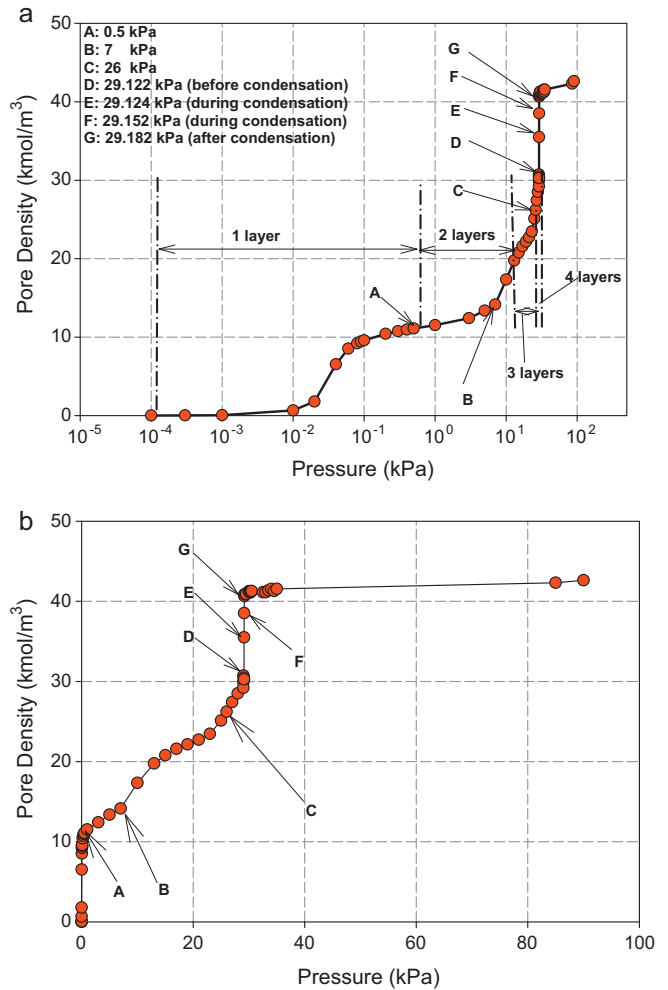 a
A: 0.5 kPa
B: 7 kPa
C: 26 kPa
D: 29.122 kPa (before condensation)
E: 29.124 kPa (during condensation)
F: 29.152 kPa (during condensation)
G: 29.182 kPa (after condensation)
G
F
E
D
C
1 layer
2 layers
4 layers
3 layers
A
B
50
40
30
20
10
0
Pore Density (kmol/m³)
10⁻⁵ 10⁻⁴ 10⁻³ 10⁻² 10⁻¹ 10⁰ 10¹ 10²
Pressure (kPa)
b
50
40
30
20
10
0
Pore Density (kmol/m³)
G
E
D
F
C
A
B
0 20 40 60 80 100
Pressure (kPa)